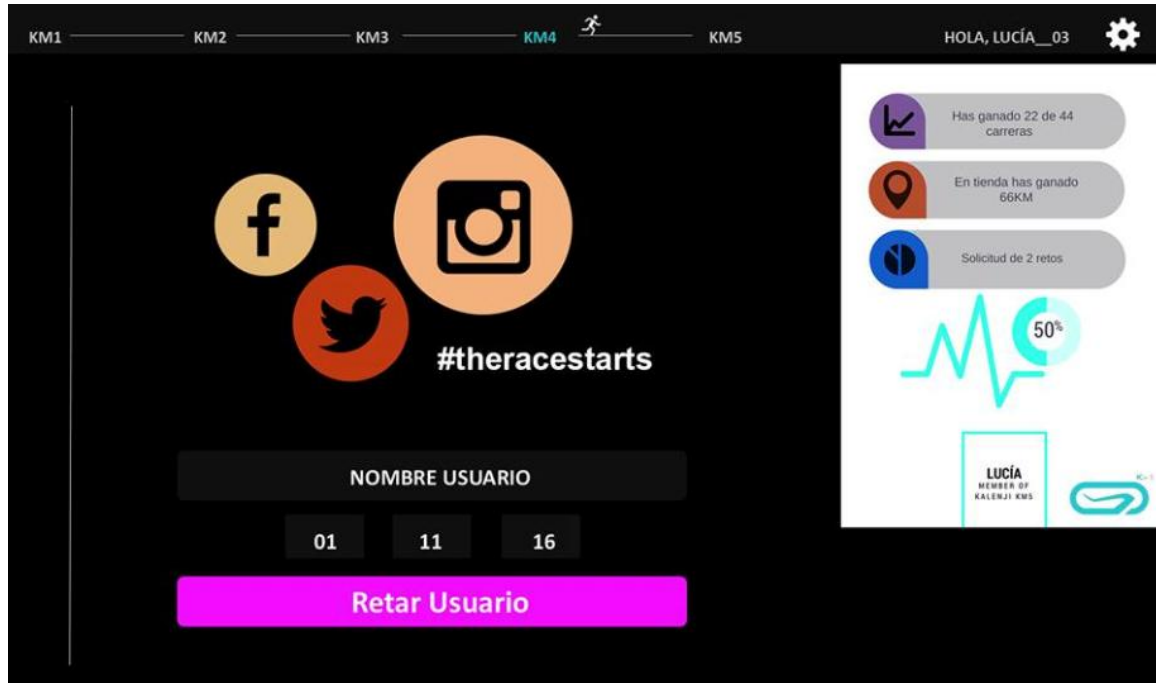 KM1 KM2 KM3 KM4 KM5 HOLA, LUCÍA__03
Has ganado 22 de 44
carreras
En tienda has ganado
66KM
Solicitud de 2 retos
50%
#theracestarts
NOMBRE USUARIO
01 11 16
Retar Usuario
LUCÍA
MEMBER OF
KALENJI KMS